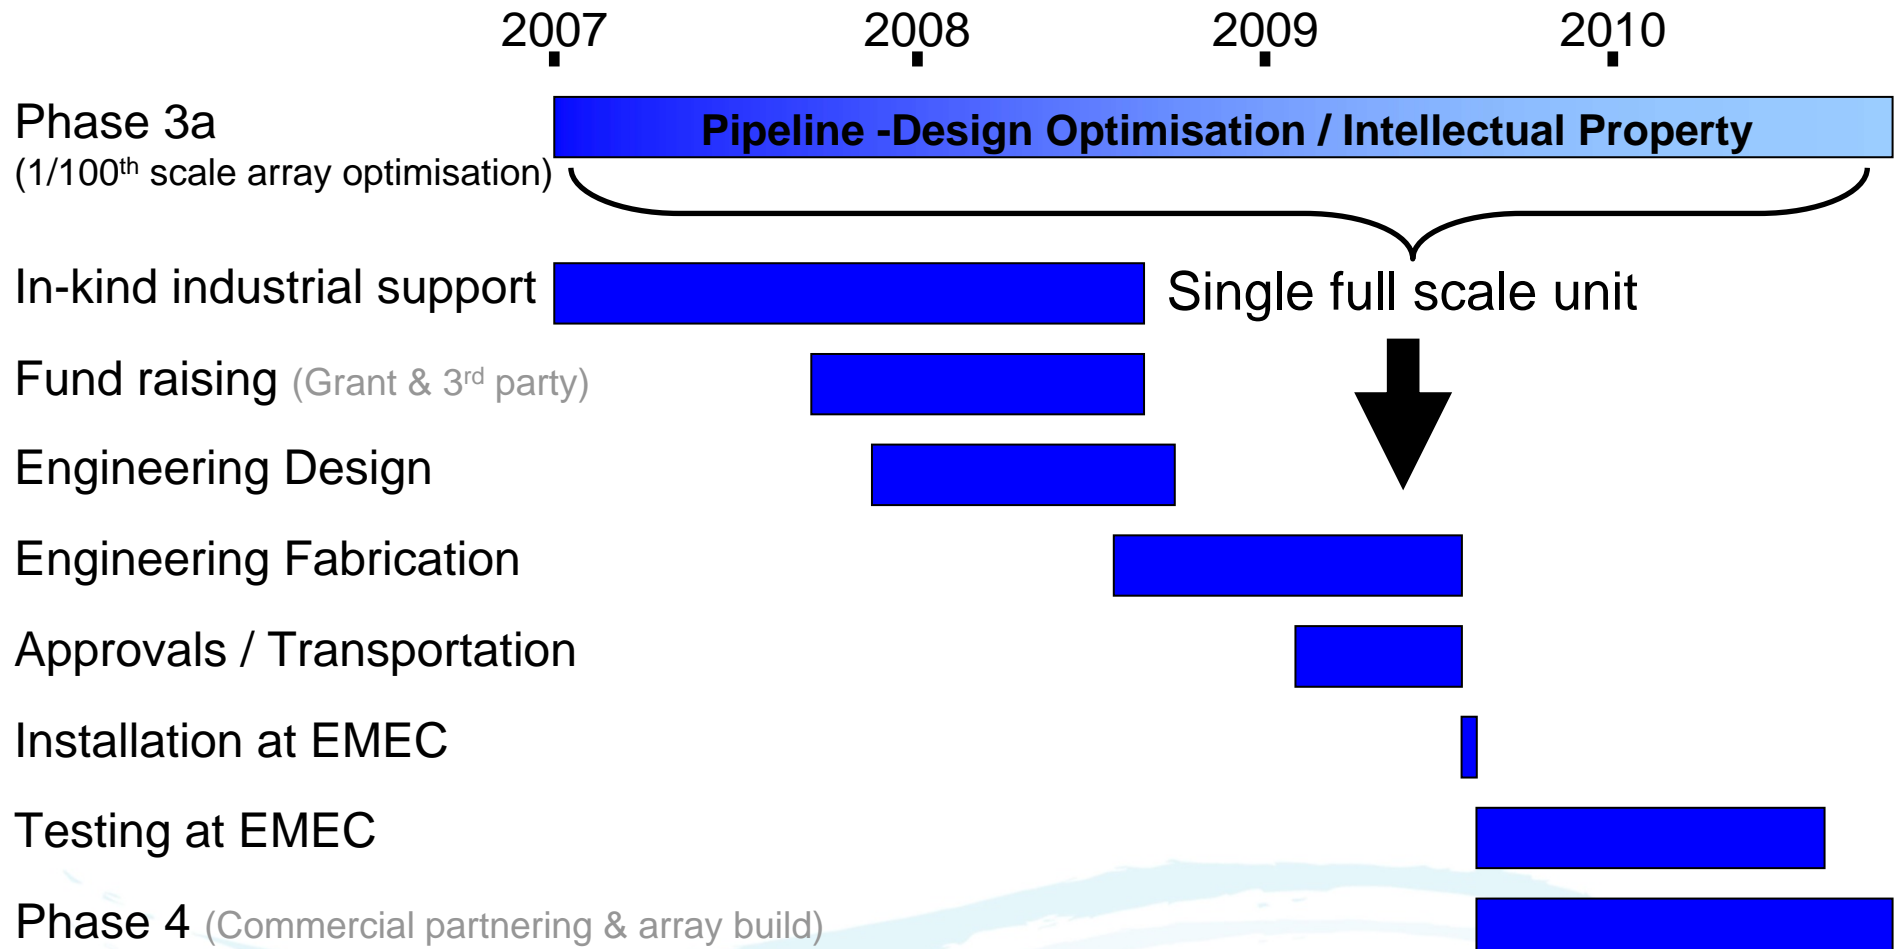 2007 2008 2009 2010
Phase 3a
Pipeline -Design Optimisation / Intellectual Property
(1/100th scale array optimisation)
In-kind industrial support
Single full scale unit
Fund raising (Grant & 3rd party)
Engineering Design
Engineering Fabrication
Approvals / Transportation
Installation at EMEC
Testing at EMEC
Phase 4 (Commercial partnering & array build)